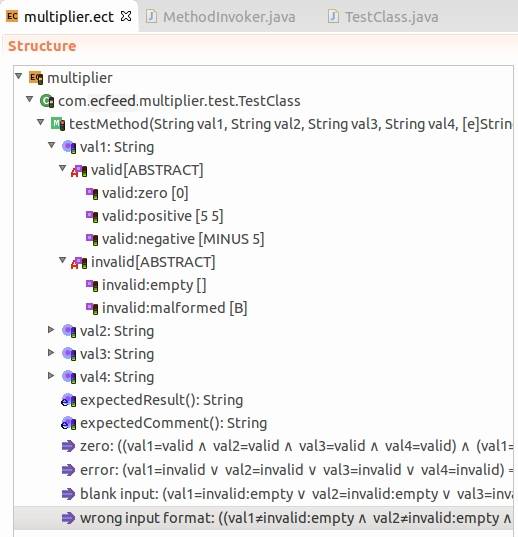 EC multiplier.ect MethodInvoker.java TestClass.java
Structure
EC multiplier
com.ecfeed.multiplier.test.TestClass
testMethod(String val1, String val2, String val3, String val4, [e]Strin
val1: String
valid[ABSTRACT]
valid:zero [0]
valid:positive [5 5]
valid:negative [MINUS 5]
invalid[ABSTRACT]
invalid:empty []
invalid:malformed [B]
val2: String
val3: String
val4: String
expectedResult(): String
expectedComment(): String
zero: ((val1=valid ∧ val2=valid ∧ val3=valid ∧ val4=valid) ∧ (val1=
error: (val1=invalid ∨ val2=invalid ∨ val3=invalid ∨ val4=invalid) =
blank input: (val1=invalid:empty ∨ val2=invalid:empty ∨ val3=inva
wrong input format: ((val1≠invalid:empty ∧ val2≠invalid:empty ∧